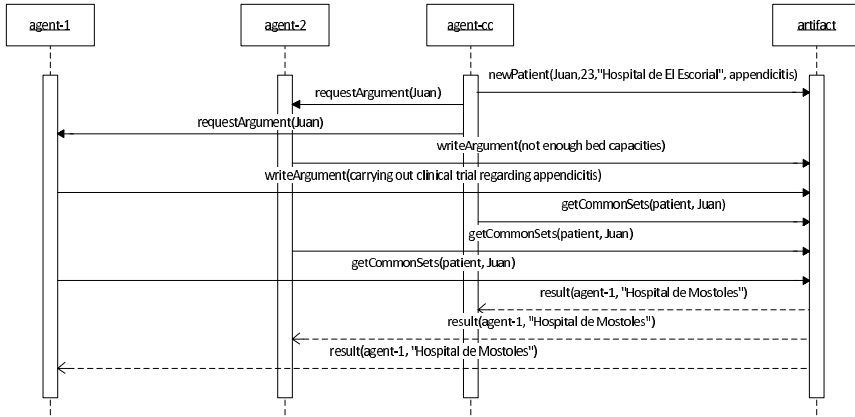 agent-1
agent-2
agent-cc
artifact
newPatient(Juan,23,"Hospital de El Escorial", appendicitis)
requestArgument(Juan)
requestArgument(Juan)
writeArgument(not enough bed capacities)
writeArgument(carrying out clinical trial regarding appendicitis)
getCommonSets(patient, Juan)
getCommonSets(patient, Juan)
getCommonSets(patient, Juan)
result(agent-1, "Hospital de Mostoles")
result(agent-1, "Hospital de Mostoles")
result(agent-1, "Hospital de Mostoles")